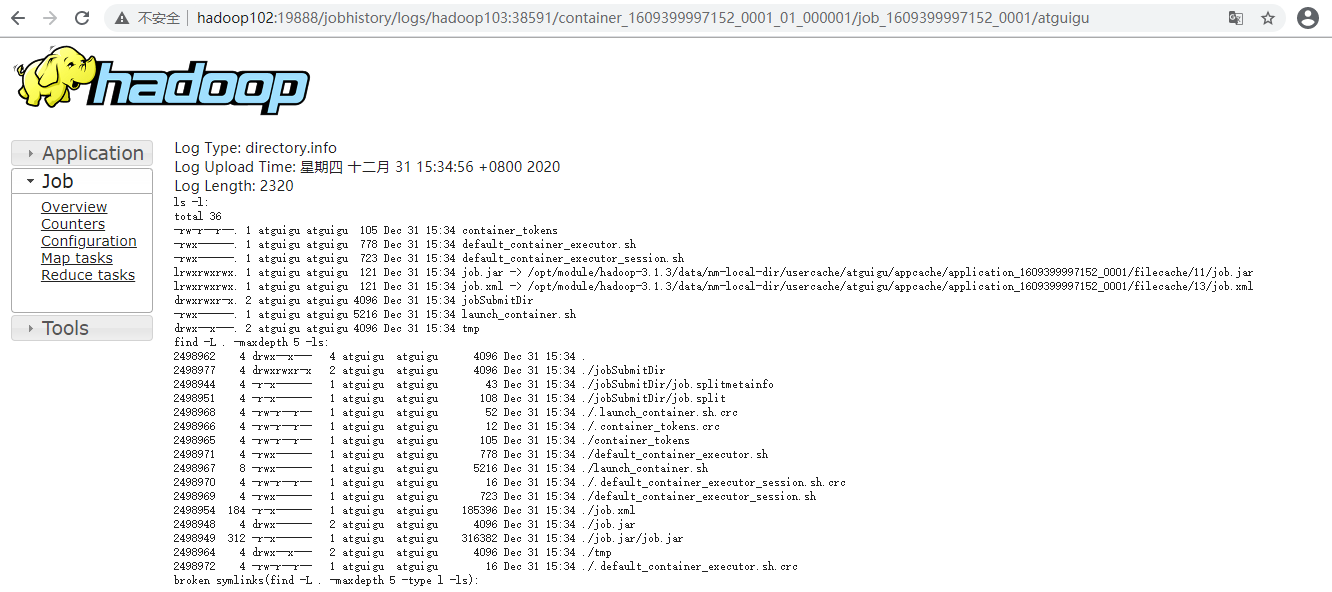 不安全 | hadoop102:19888/jobhistory/logs/hadoop103:38591/container_1609399997152_0001_01_000001/job_1609399997152_0001/atguigu
hadoop
Application
Job
Overview
Counters
Configuration
Map tasks
Reduce tasks
Tools
Log Type: directory.info
Log Upload Time: 星期四 十二月 31 15:34:56 +0800 2020
Log Length: 2320
ls -l:
total 36
-rw-r--r--. 1 atguigu atguigu  105 Dec 31 15:34 container_tokens
-rwx------. 1 atguigu atguigu  778 Dec 31 15:34 default_container_executor.sh
-rwx------. 1 atguigu atguigu  723 Dec 31 15:34 default_container_executor_session.sh
lrwxrwxrwx. 1 atguigu atguigu  121 Dec 31 15:34 job.jar -> /opt/module/hadoop-3.1.3/data/nm-local-dir/usercache/atguigu/appcache/application_1609399997152_0001/filecache/11/job.jar
lrwxrwxrwx. 1 atguigu atguigu  121 Dec 31 15:34 job.xml -> /opt/module/hadoop-3.1.3/data/nm-local-dir/usercache/atguigu/appcache/application_1609399997152_0001/filecache/13/job.xml
drwxrwxr-x. 2 atguigu atguigu 4096 Dec 31 15:34 jobSubmitDir
-rwx------. 1 atguigu atguigu 5216 Dec 31 15:34 launch_container.sh
drwx--x---. 2 atguigu atguigu 4096 Dec 31 15:34 tmp
find -L . -maxdepth 5 -ls:
2498962    4 drwx--x---   4 atguigu  atguigu      4096 Dec 31 15:34 .
2498977    4 drwxrwxr-x   2 atguigu  atguigu      4096 Dec 31 15:34 ./jobSubmitDir
2498944    4 -r-x------   1 atguigu  atguigu        43 Dec 31 15:34 ./jobSubmitDir/job.splitmetainfo
2498951    4 -r-x------   1 atguigu  atguigu       108 Dec 31 15:34 ./jobSubmitDir/job.split
2498968    4 -rw-r--r--   1 atguigu  atguigu        52 Dec 31 15:34 ./.launch_container.sh.crc
2498966    4 -rw-r--r--   1 atguigu  atguigu        12 Dec 31 15:34 ./.container_tokens.crc
2498965    4 -rw-r--r--   1 atguigu  atguigu       105 Dec 31 15:34 ./container_tokens
2498971    4 -rwx------   1 atguigu  atguigu       778 Dec 31 15:34 ./default_container_executor.sh
2498967    8 -rwx------   1 atguigu  atguigu      5216 Dec 31 15:34 ./launch_container.sh
2498970    4 -rw-r--r--   1 atguigu  atguigu        16 Dec 31 15:34 ./.default_container_executor_session.sh.crc
2498969    4 -rwx------   1 atguigu  atguigu       723 Dec 31 15:34 ./default_container_executor_session.sh
2498954  184 -r-x------   1 atguigu  atguigu    185396 Dec 31 15:34 ./job.xml
2498948    4 drwx------   2 atguigu  atguigu      4096 Dec 31 15:34 ./job.jar
2498949  312 -r-x------   1 atguigu  atguigu    316382 Dec 31 15:34 ./job.jar/job.jar
2498964    4 drwx--x---   2 atguigu  atguigu      4096 Dec 31 15:34 ./tmp
2498972    4 -rw-r--r--   1 atguigu  atguigu        16 Dec 31 15:34 ./.default_container_executor.sh.crc
broken symlinks(find -L . -maxdepth 5 -type l -ls):